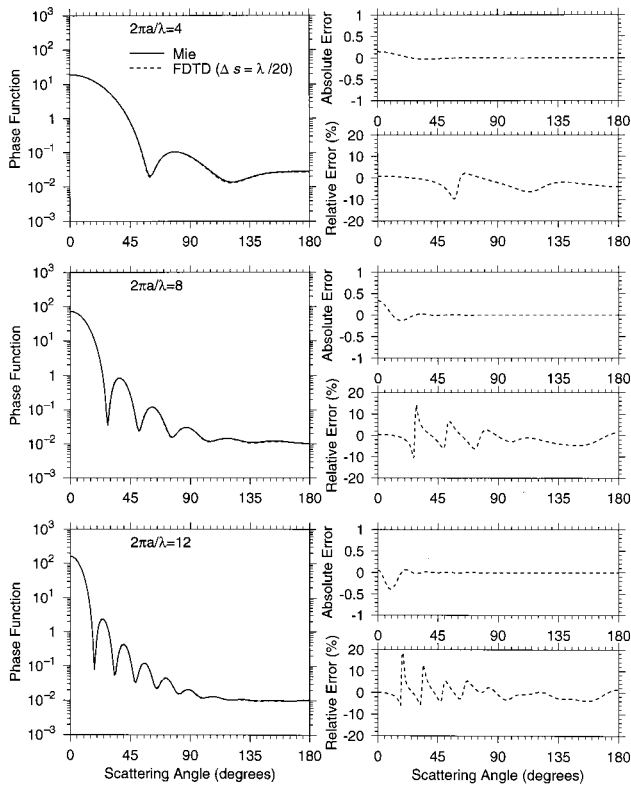 2πa/λ=4
Mie
FDTD (Δ s = λ /20)
Phase Function
10³
10²
10¹
1
10⁻¹
10⁻²
10⁻³
0 45 90 135 180
Absolute Error
1
0.5
0
-0.5
-1
0 45 90 135 180
Relative Error (%)
20
10
0
-10
20
0 45 90 135 180
2πa/λ=8
Phase Function
10³
10²
10¹
1
10⁻¹
10⁻²
10⁻³
0 45 90 135 180
Absolute Error
1
0.5
0
-0.5
-1
0 45 90 135 180
Relative Error (%)
20
10
0
-10
-20
0 45 90 135 180
2πa/λ=12
Phase Function
10³
10²
10¹
1
10⁻¹
10⁻²
10⁻³
0 45 90 135 180
Scattering Angle (degrees)
Absolute Error
1
0.5
0
-0.5
-1
0 45 90 135 180
Relative Error (%)
20
10
0
-10
20
0 45 90 135 180
Scattering Angle (degrees)